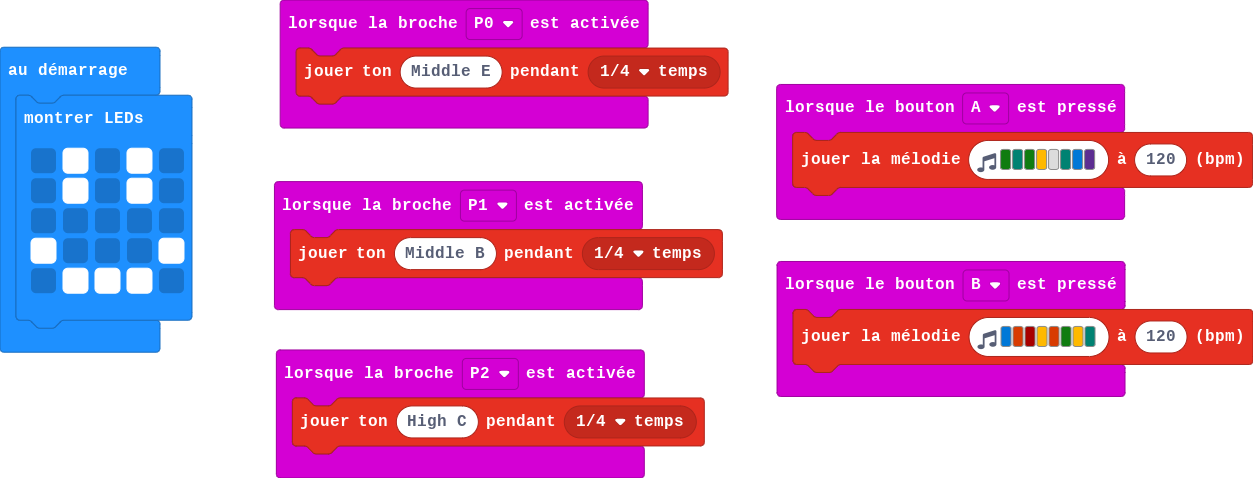 au démarrage
montrer LEDs
lorsque la broche P0 est activée
jouer ton Middle E pendant 1/4 temps
lorsque la broche P1 est activée
jouer ton Middle B pendant 1/4 temps
lorsque la broche P2 est activée
jouer ton High C pendant 1/4 temps
lorsque le bouton A est pressé
jouer la mélodie à 120 (bpm)
lorsque le bouton B est pressé
jouer la mélodie à 120 (bpm)